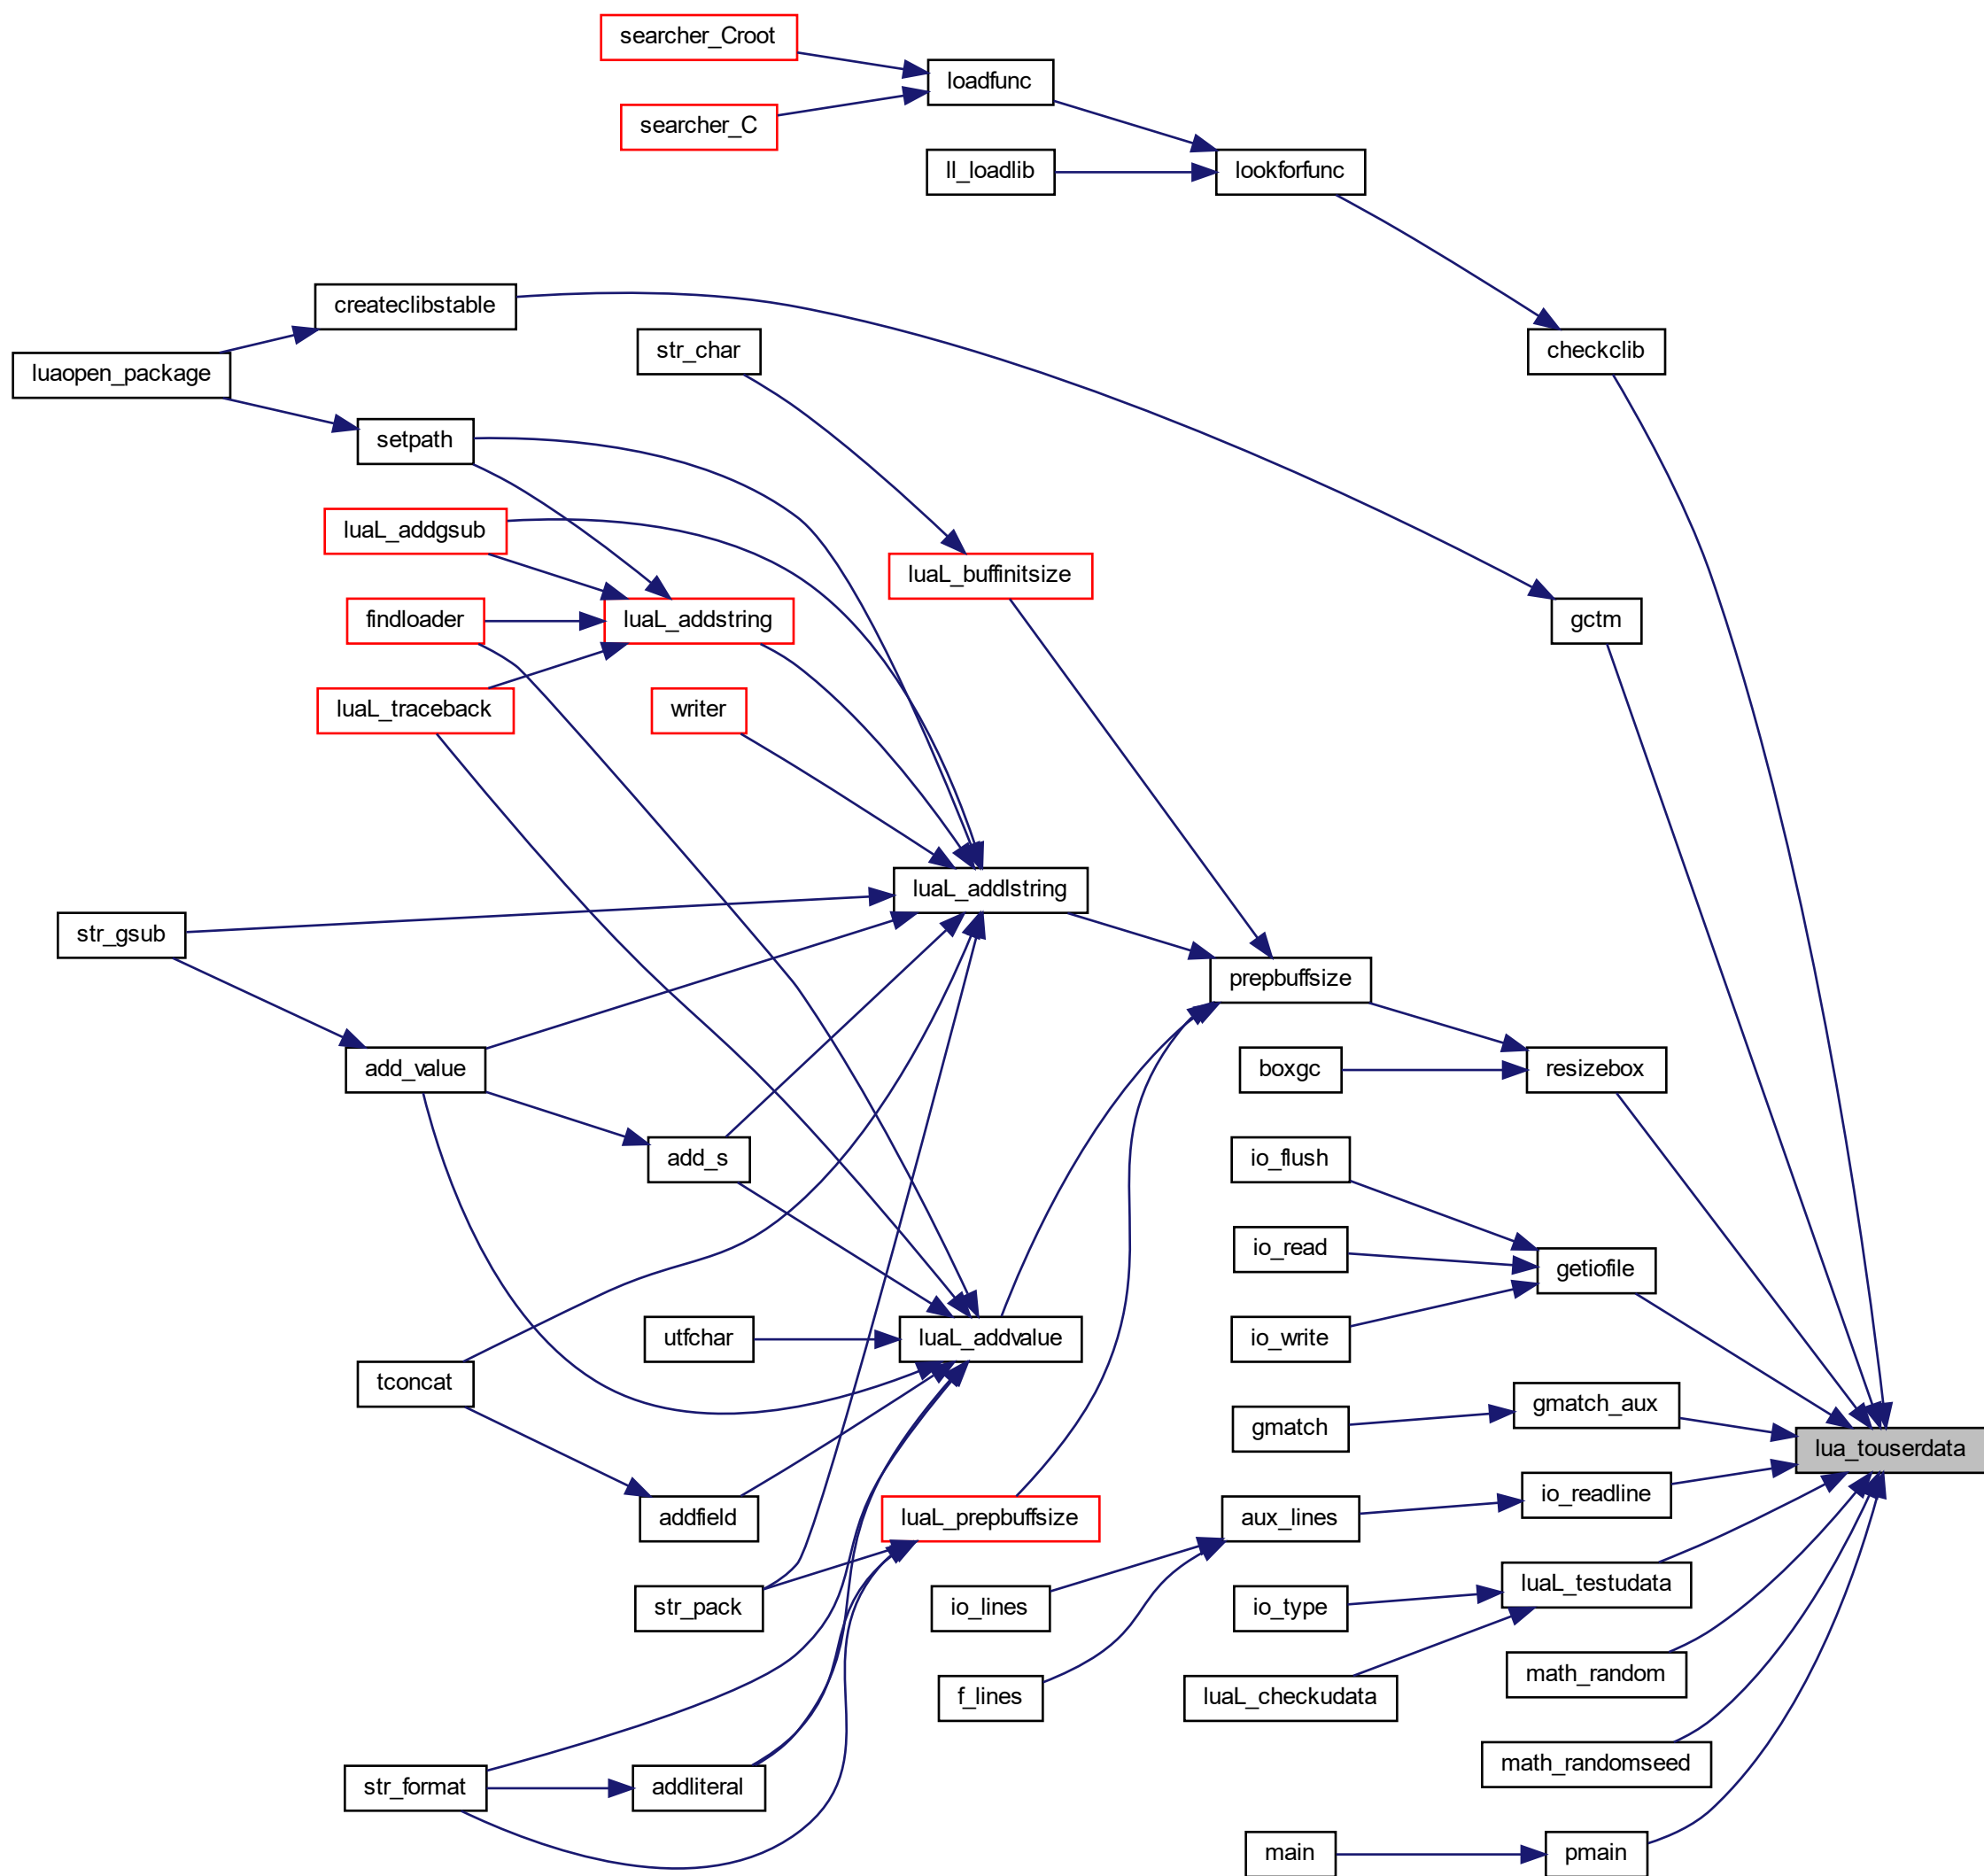 searcher_Croot
loadfunc
searcher_C
ll_loadlib
lookforfunc
createclibstable
str_char
checkclib
luaopen_package
setpath
luaL_addgsub
luaL_buffinitsize
findloader
luaL_addstring
gctm
luaL_traceback
writer
luaL_addlstring
str_gsub
prepbuffsize
add_value
boxgc
resizebox
add_s
io_flush
io_read
getiofile
utfchar
luaL_addvalue
io_write
tconcat
gmatch
gmatch_aux
lua_touserdata
addfield
luaL_prepbuffsize
aux_lines
io_readline
str_pack
io_lines
io_type
luaL_testudata
f_lines
luaL_checkudata
math_random
math_randomseed
str_format
addliteral
main
pmain